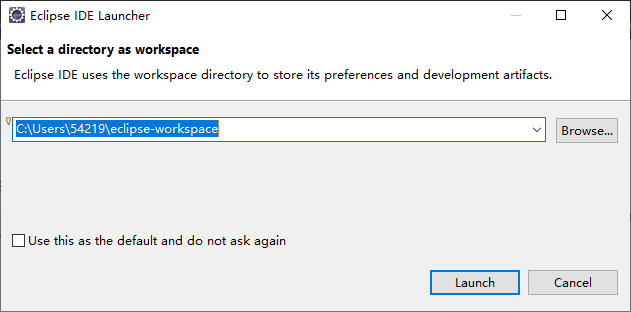 Eclipse IDE Launcher
Select a directory as workspace
Eclipse IDE uses the workspace directory to store its preferences and development artifacts.
C:\Users\54219\eclipse-workspace
Browse...
Use this as the default and do not ask again
Launch
Cancel